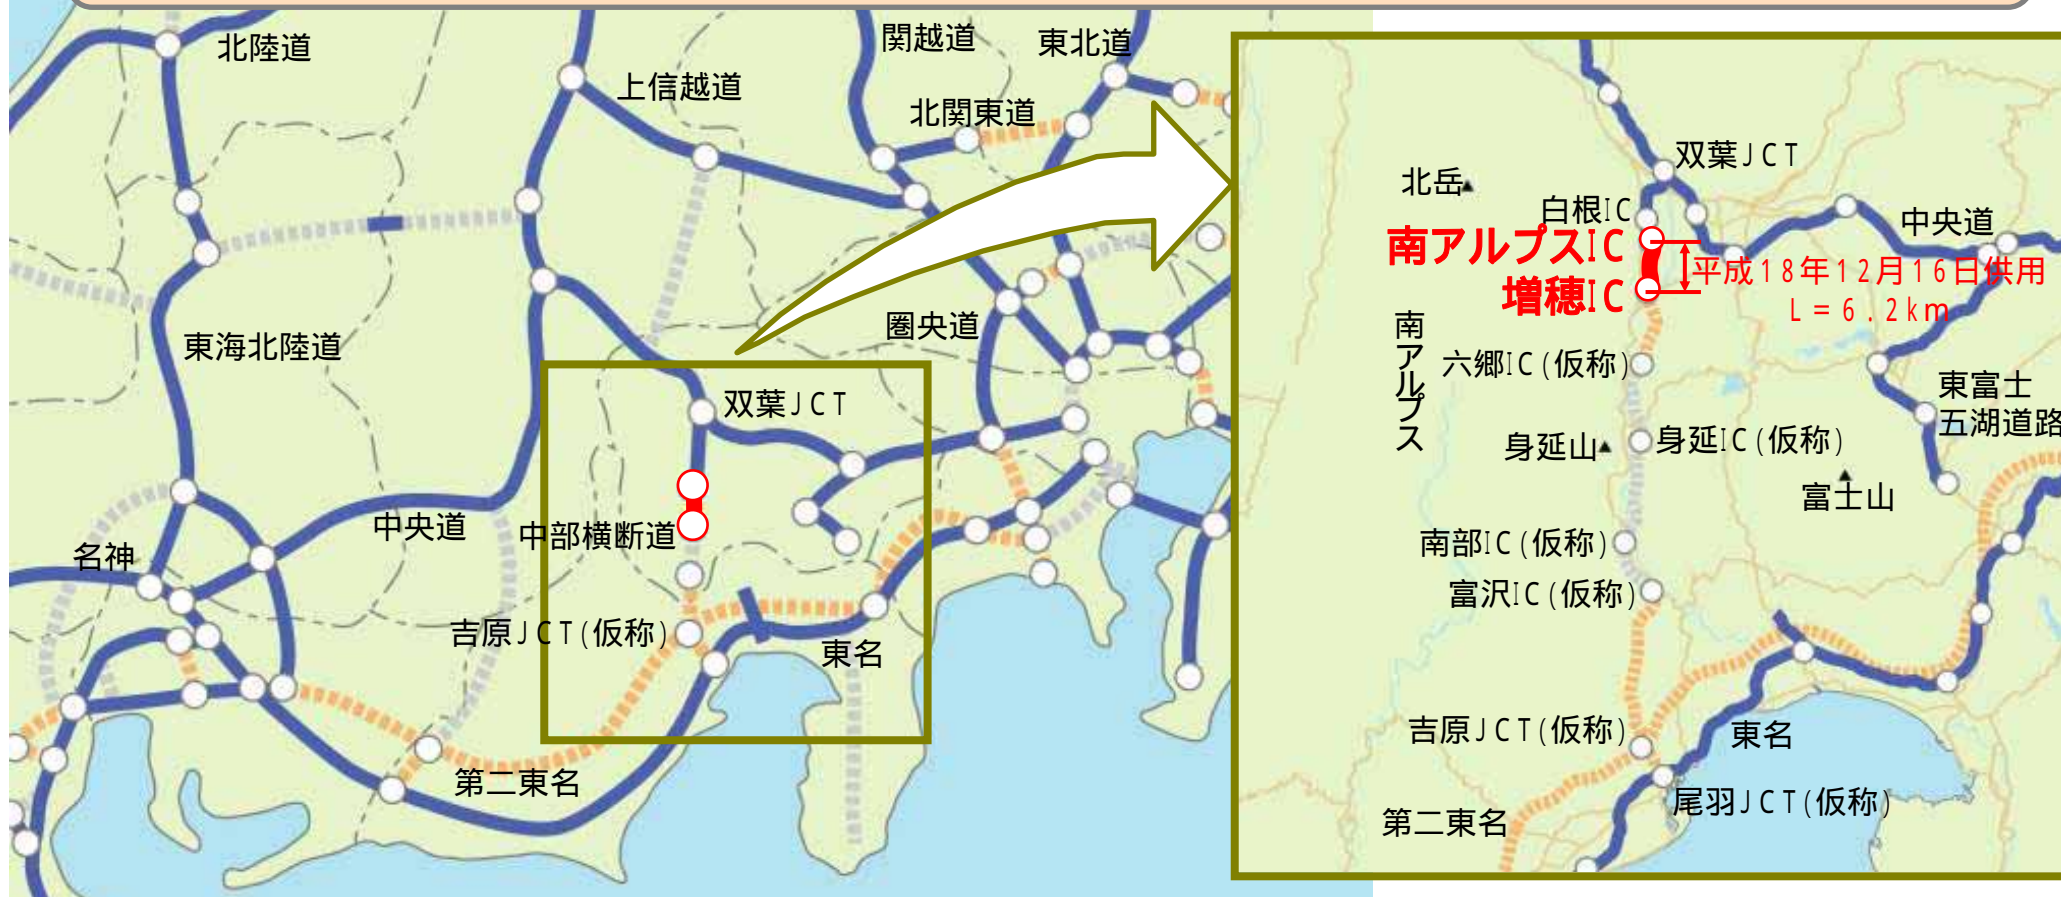 北陸道
上信越道
関越道
東北道
北関東道
東海北陸道
圏央道
双葉JCT
中央道
中部横断道
名神
吉原JCT(仮称)
東名
第二東名
双葉JCT
北岳
白根IC
中央道
南アルプスIC
増穂IC
平成18年12月16日供用
L=6.2km
南アルプス
六郷IC(仮称)
東富士
五湖道路
身延山
身延IC(仮称)
富士山
南部IC(仮称)
富沢IC(仮称)
吉原JCT(仮称)
東名
尾羽JCT(仮称)
第二東名